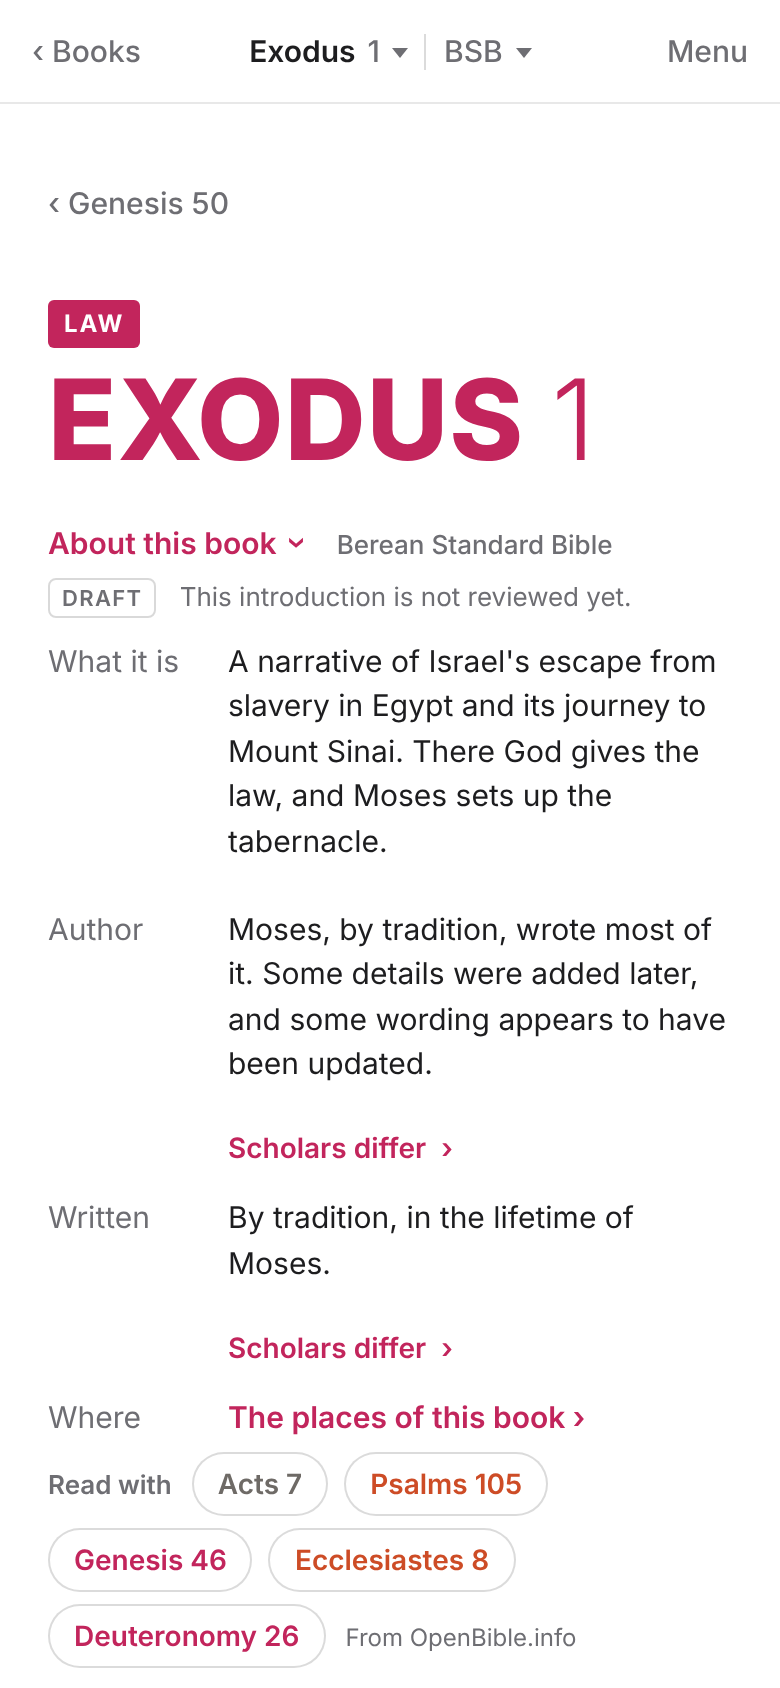 ‹ Books Exodus 1 BSB Menu
‹ Genesis 50
LAW
EXODUS 1
About this book Berean Standard Bible
DRAFT This introduction is not reviewed yet.
What it is A narrative of Israel's escape from
slavery in Egypt and its journey to
Mount Sinai. There God gives the
law, and Moses sets up the
tabernacle.
Author Moses, by tradition, wrote most of
it. Some details were added later,
and some wording appears to have
been updated.
Scholars differ ›
Written By tradition, in the lifetime of
Moses.
Scholars differ ›
Where The places of this book ›
Read with Acts 7 Psalms 105
Genesis 46 Ecclesiastes 8
Deuteronomy 26 From OpenBible.info